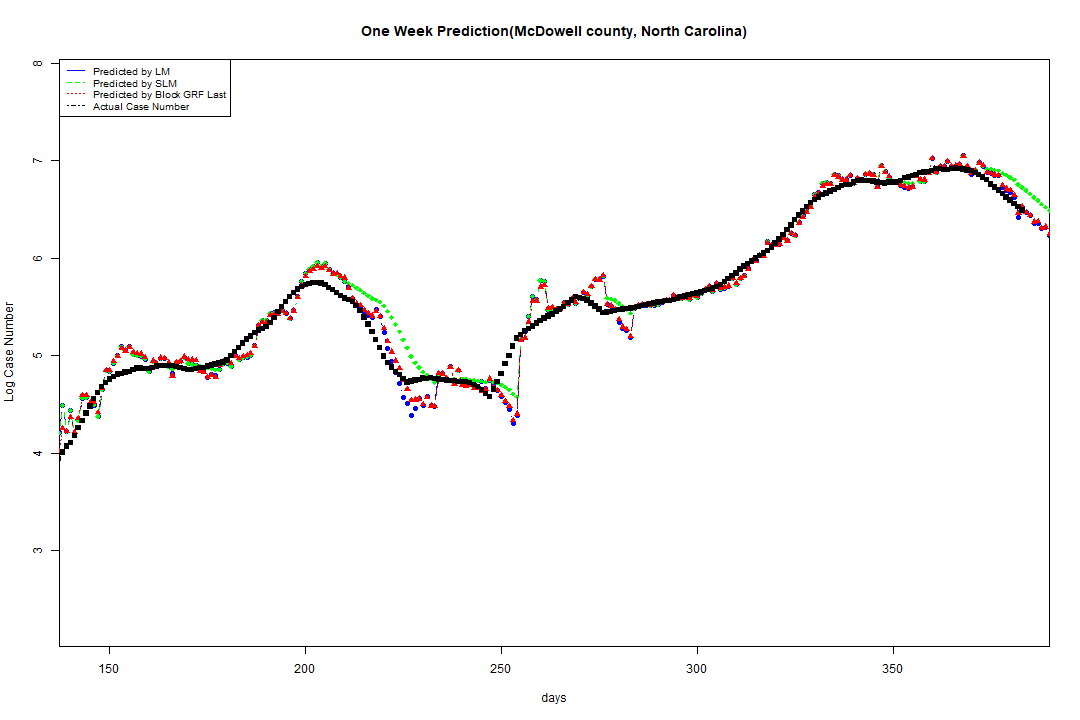 One Week Prediction(McDowell county, North Carolina)
Predicted by LM
Predicted by SLM
Predicted by Block GRF Last
Actual Case Number
8
7
6
5
4
3
Log Case Number
150 200 250 300 350
days